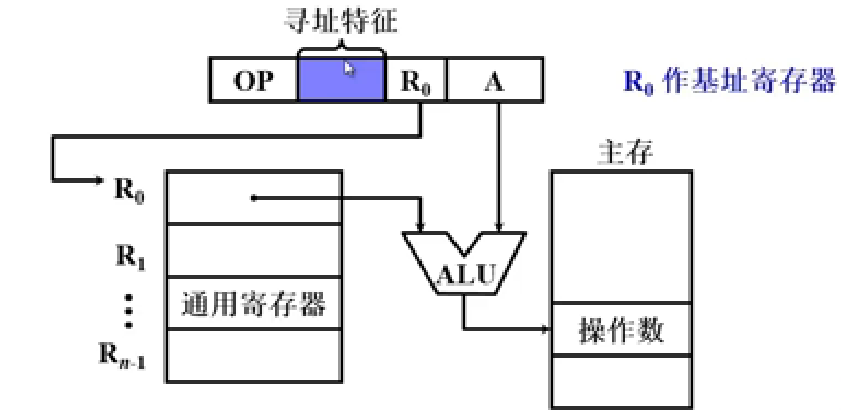 寻址特征
OP R₀ A
R₀ 作基址寄存器
主存
R₀
R₁
ALU
通用寄存器
操作数
Rₙ₋₁